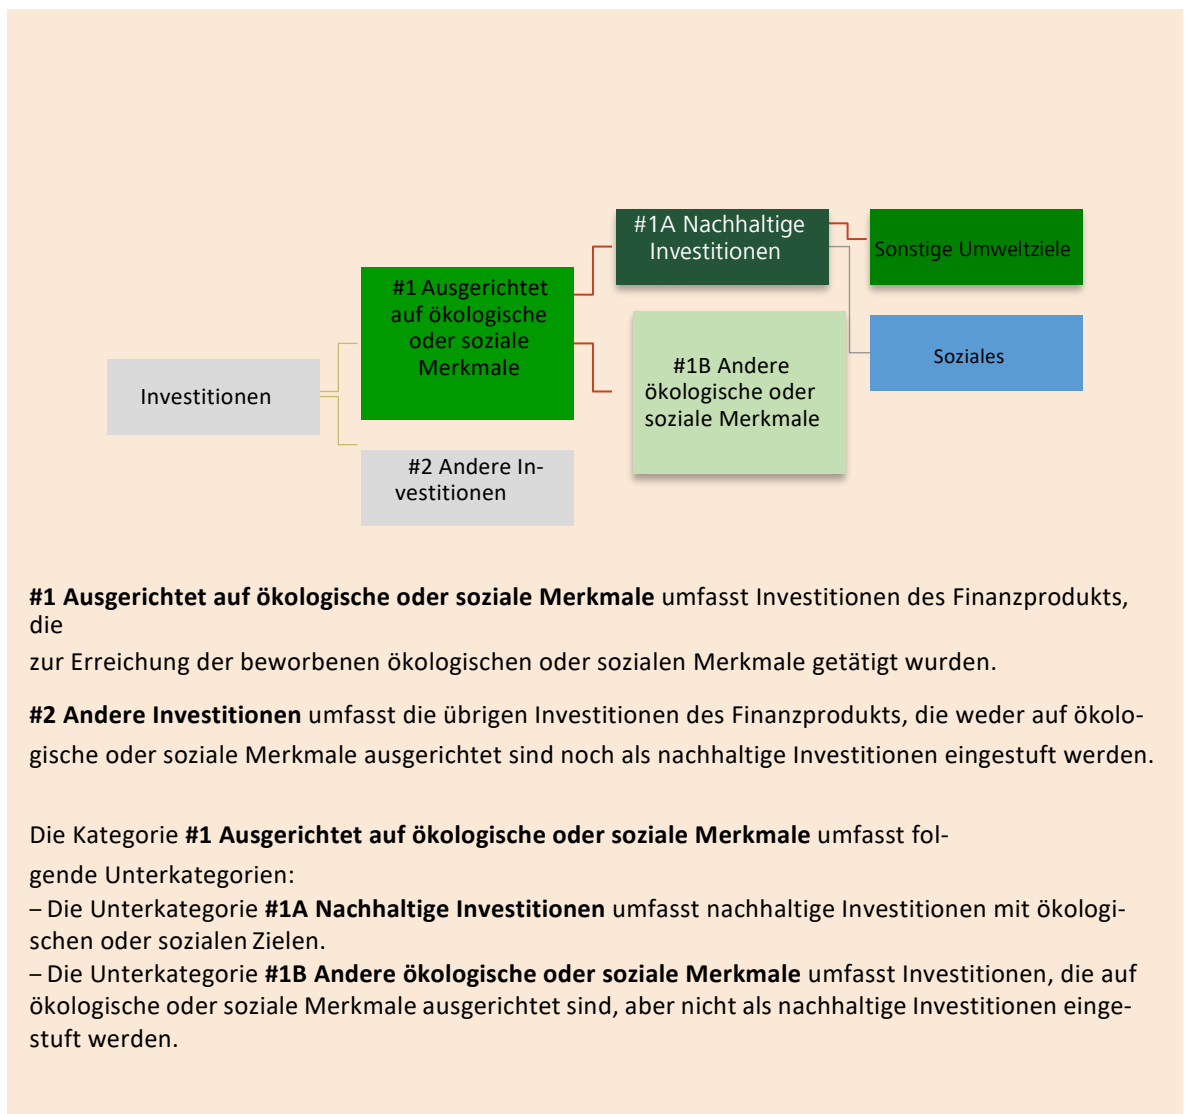 #1A Nachhaltige
Investitionen
Sonstige Umweltziele
#1 Ausgerichtet
auf ökologische
oder soziale
Merkmale
Soziales
#1B Andere
ökologische oder
soziale Merkmale
Investitionen
#2 Andere In-
vestitionen
#1 Ausgerichtet auf ökologische oder soziale Merkmale umfasst Investitionen des Finanzprodukts,
die
zur Erreichung der beworbenen ökologischen oder sozialen Merkmale getätigt wurden.
#2 Andere Investitionen umfasst die übrigen Investitionen des Finanzprodukts, die weder auf ökolo-
gische oder soziale Merkmale ausgerichtet sind noch als nachhaltige Investitionen eingestuft werden.
Die Kategorie #1 Ausgerichtet auf ökologische oder soziale Merkmale umfasst fol-
gende Unterkategorien:
– Die Unterkategorie #1A Nachhaltige Investitionen umfasst nachhaltige Investitionen mit ökologi-
schen oder sozialen Zielen.
– Die Unterkategorie #1B Andere ökologische oder soziale Merkmale umfasst Investitionen, die auf
ökologische oder soziale Merkmale ausgerichtet sind, aber nicht als nachhaltige Investitionen einge-
stuft werden.